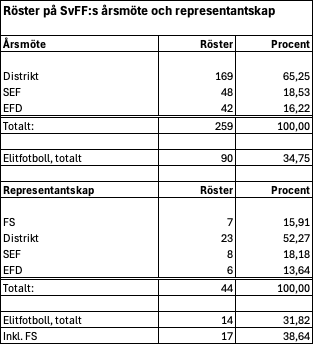 Röster på SvFF:s årsmöte och representantskap
Årsmöte Röster Procent
Distrikt 169 65,25
SEF 48 18,53
EFD 42 16,22
Totalt: 259 100,00
Elitfotboll, totalt 90 34,75
Representantskap Röster Procent
FS 7 15,91
Distrikt 23 52,27
SEF 8 18,18
EFD 6 13,64
Totalt: 44 100,00
Elitfotboll, totalt 14 31,82
Inkl. FS 17 38,64